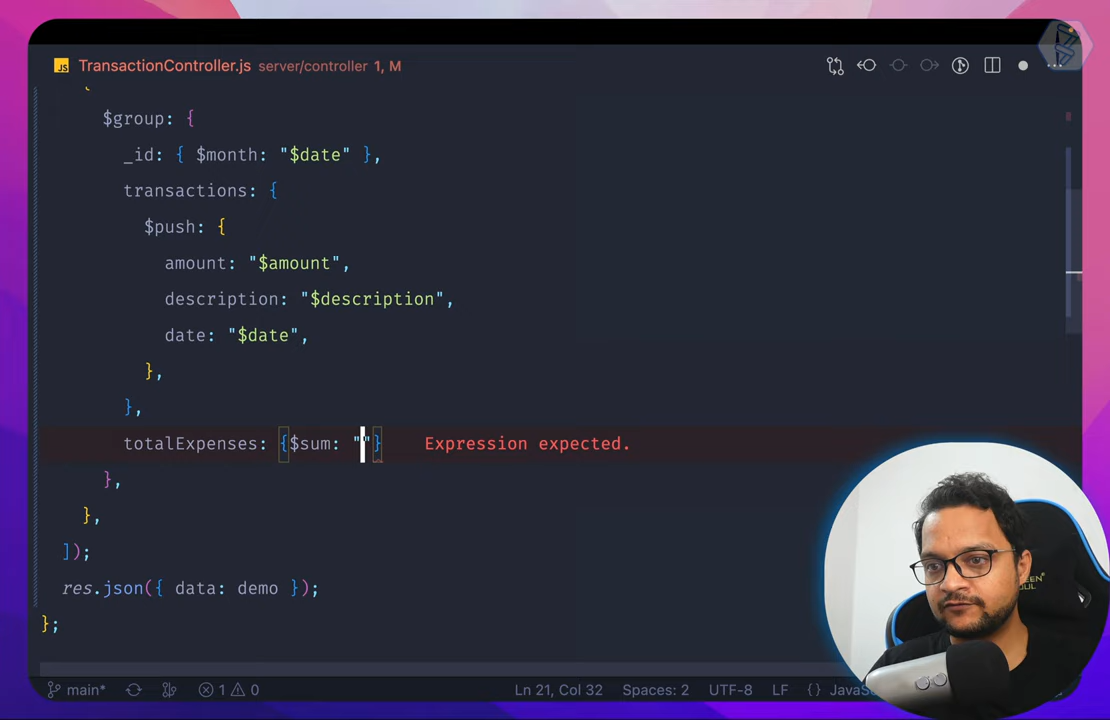 JS TransactionController.js server/controller 1, M
{
$group: {
_id: { $month: "$date" },
transactions: {
$push: {
amount: "$amount",
description: "$description",
date: "$date",
},
},
totalExpenses: {$sum: ""} Expression expected.
},
},
]);
res.json({ data: demo });
};
main* 1 0 Ln 21, Col 32 Spaces: 2 UTF-8 LF {}